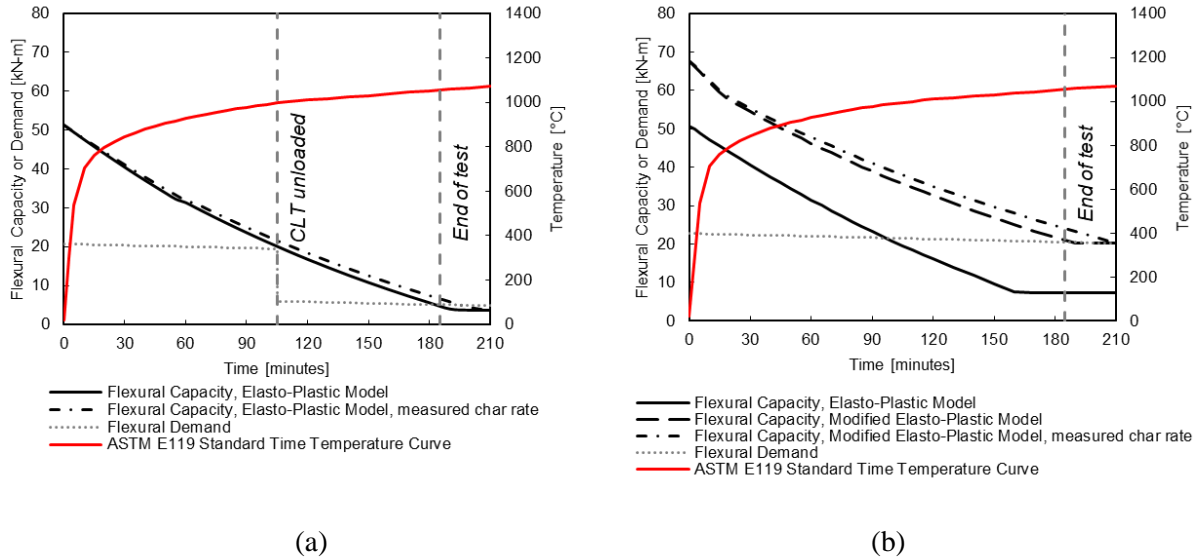 80
70
60
50
40
30
20
10
0
Flexural Capacity or Demand [kN-m]
1400
1200
1000
800
600
400
200
0
Temperature [°C]
CLT unloaded
End of test
0 30 60 90 120 150 180 210
Time [minutes]
Flexural Capacity, Elasto-Plastic Model
Flexural Capacity, Elasto-Plastic Model, measured char rate
Flexural Demand
ASTM E119 Standard Time Temperature Curve
(a)
80
70
60
50
40
30
20
10
0
Flexural Capacity or Demand [kN-m]
1400
1200
1000
800
600
400
200
0
Temperature [°C]
End of test
0 30 60 90 120 150 180 210
Time [minutes]
Flexural Capacity, Elasto-Plastic Model
Flexural Capacity, Modified Elasto-Plastic Model
Flexural Capacity, Modified Elasto-Plastic Model, measured char rate
Flexural Demand
ASTM E119 Standard Time Temperature Curve
(b)